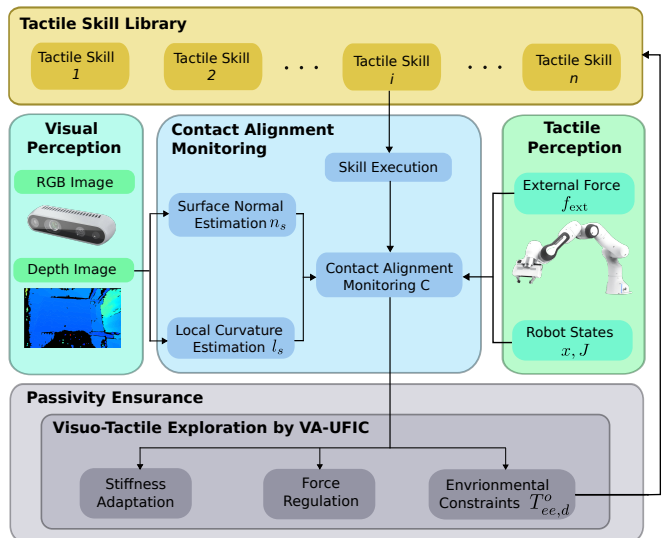 Tactile Skill Library
Tactile Skill
1
Tactile Skill
2
. . .
Tactile Skill
i
. . .
Tactile Skill
n
Visual
Perception
RGB Image
Depth Image
Contact Alignment
Monitoring
Skill Execution
Surface Normal
Estimation n_s
Contact Alignment
Monitoring C
Local Curvature
Estimation l_s
Tactile
Perception
External Force
f_ext
Robot States
x, J
Passivity Ensurance
Visuo-Tactile Exploration by VA-UFIC
Stiffness
Adaptation
Force
Regulation
Envrionmental
Constraints T^o_{ee,d}